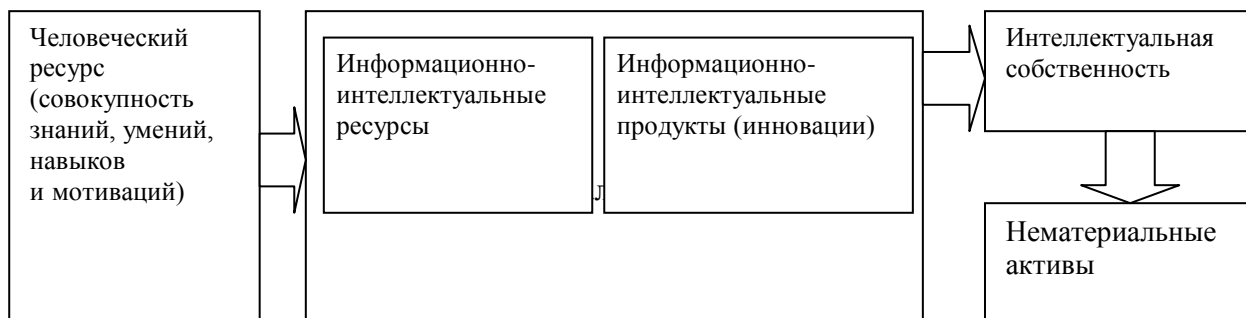 Человеческий
ресурс
(совокупность
знаний, умений,
навыков
и мотиваций)
Информационно-
интеллектуальные
ресурсы
Информационно-
интеллектуальные
продукты (инновации)
Интеллектуальная
собственность
Нематериальные
активы